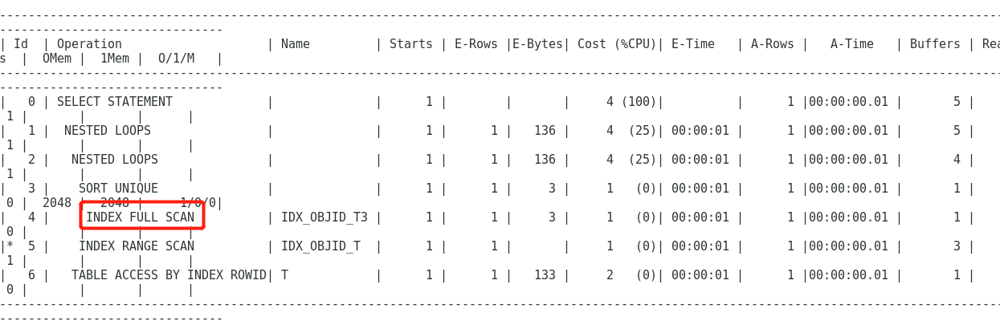 --------------------------------------------------------------------------------------------------------------------------------------------
-------------------------------
| Id  | Operation                    | Name         | Starts | E-Rows |E-Bytes| Cost (%CPU)| E-Time   | A-Rows |   A-Time   | Buffers | Rea
s  |  OMem |  1Mem |  O/1/M   |
--------------------------------------------------------------------------------------------------------------------------------------------
-------------------------------
|   0 | SELECT STATEMENT             |              |      1 |        |       |     4 (100)|          |      1 |00:00:00.01 |       5 |
 1 |       |       |      |
|   1 |  NESTED LOOPS                |              |      1 |      1 |   136 |     4  (25)| 00:00:01 |      1 |00:00:00.01 |       5 |
 1 |       |       |      |
|   2 |   NESTED LOOPS               |              |      1 |      1 |   136 |     4  (25)| 00:00:01 |      1 |00:00:00.01 |       4 |
 1 |       |       |      |
|   3 |    SORT UNIQUE               |              |      1 |      1 |     3 |     1   (0)| 00:00:01 |      1 |00:00:00.01 |       1 |
 0 |  2048 |  2048 |     1/0/0|
|   4 |     INDEX FULL SCAN          | IDX_OBJID_T3 |      1 |      1 |     3 |     1   (0)| 00:00:01 |      1 |00:00:00.01 |       1 |
 0 |       |       |      |
|*  5 |    INDEX RANGE SCAN          | IDX_OBJID_T  |      1 |      1 |       |     1   (0)| 00:00:01 |      1 |00:00:00.01 |       3 |
 1 |       |       |      |
|   6 |   TABLE ACCESS BY INDEX ROWID| T            |      1 |      1 |   133 |     2   (0)| 00:00:01 |      1 |00:00:00.01 |       1 |
 0 |       |       |      |
--------------------------------------------------------------------------------------------------------------------------------------------
-------------------------------